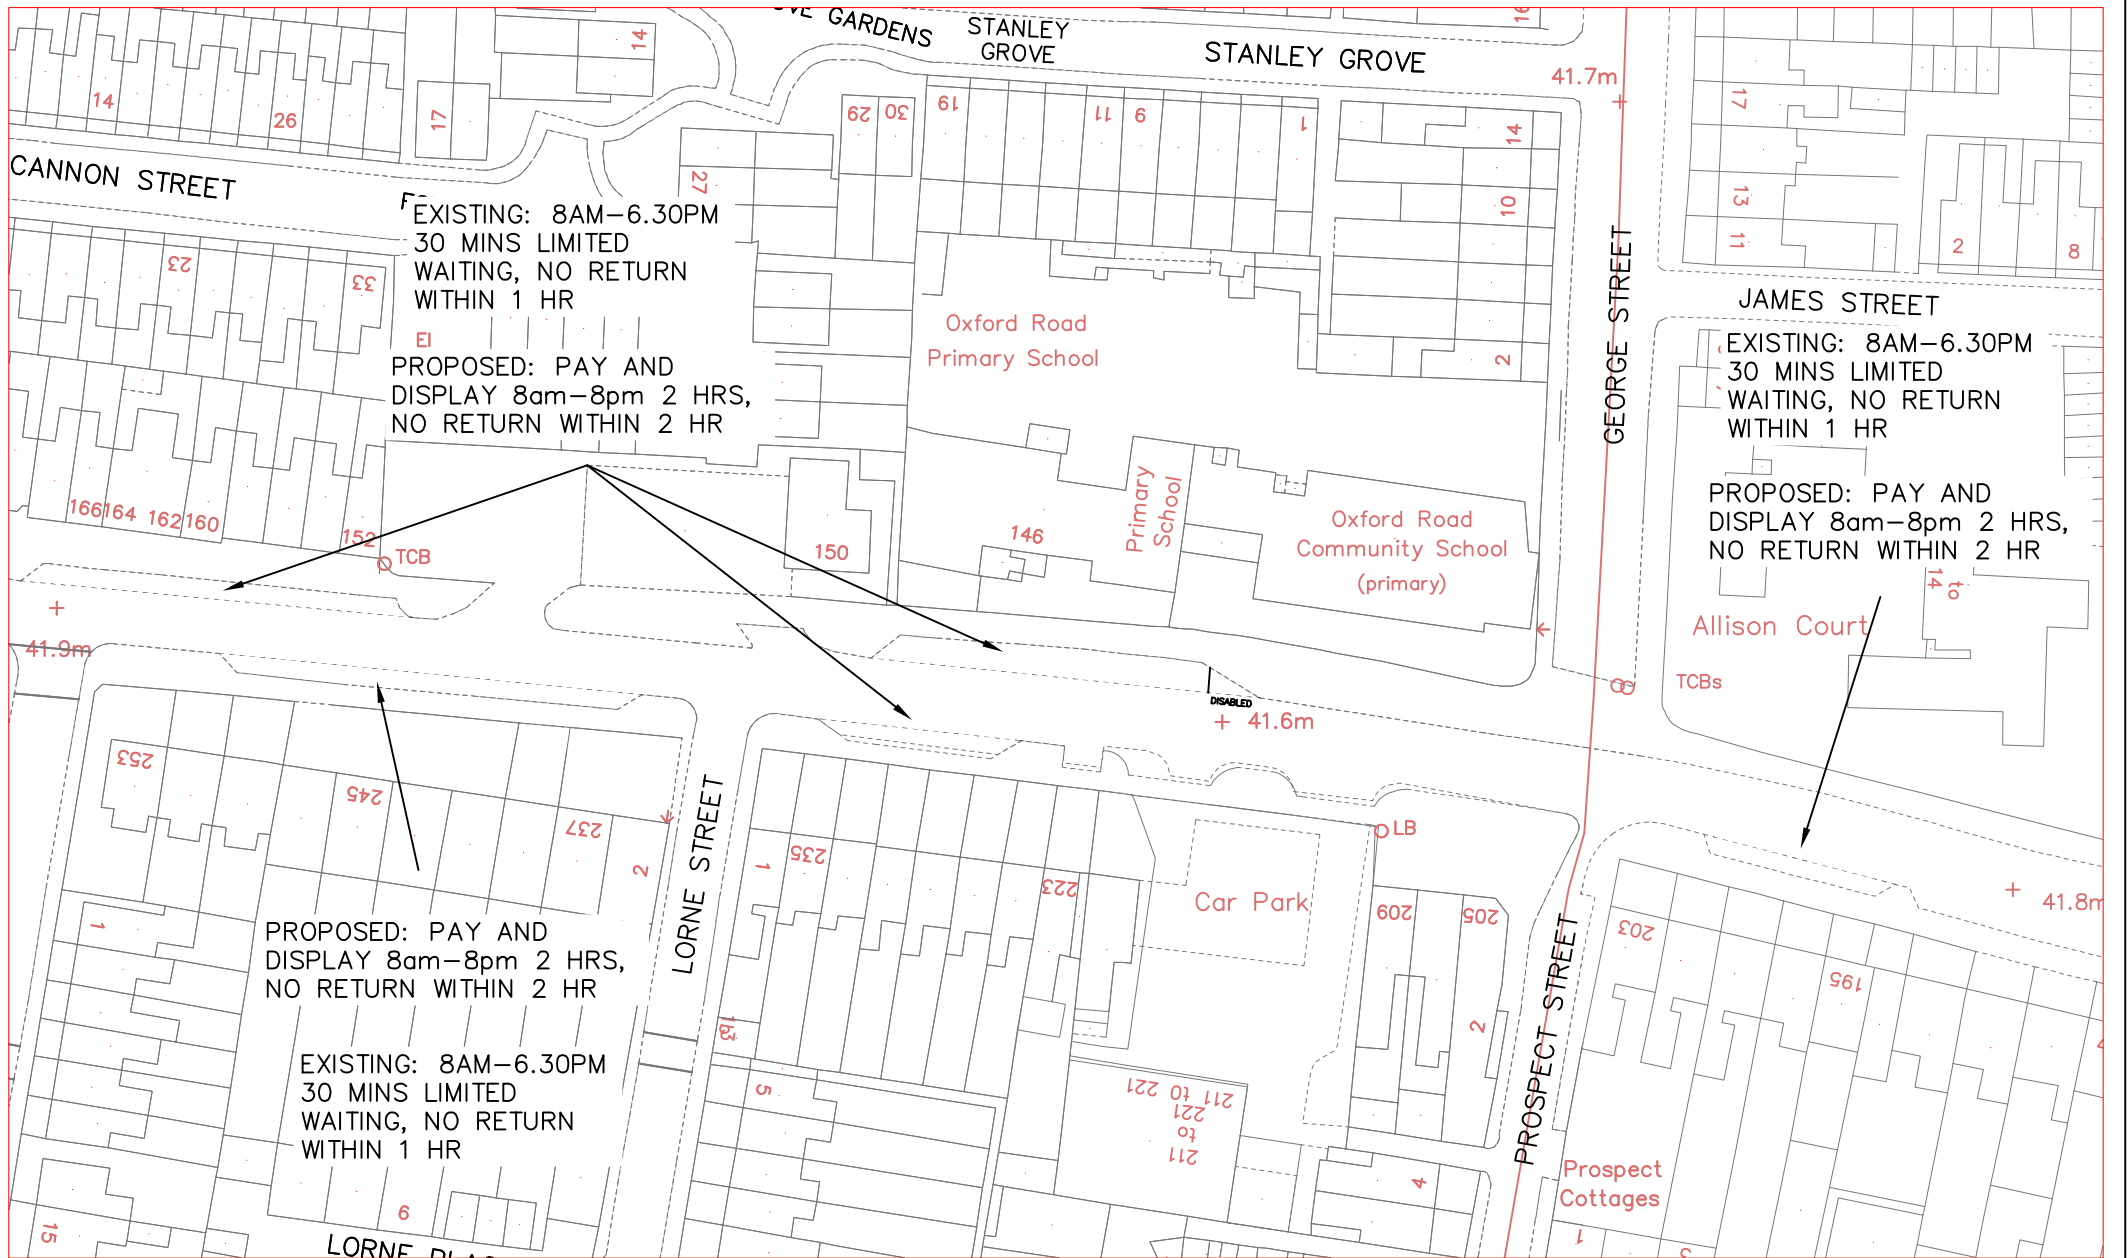 OVE GARDENS
STANLEY
GROVE
STANLEY GROVE
16
14
41.7m
14
26
17
29
30
19
11
9
1
14
17
CANNON STREET
27
10
13
11
2
8
EXISTING: 8AM-6.30PM
30 MINS LIMITED
WAITING, NO RETURN
WITHIN 1 HR
23
33
El
GEORGE STREET
JAMES STREET
Oxford Road
Primary School
2
EXISTING: 8AM-6.30PM
30 MINS LIMITED
WAITING, NO RETURN
WITHIN 1 HR
PROPOSED: PAY AND
DISPLAY 8am-8pm 2 HRS,
NO RETURN WITHIN 2 HR
PROPOSED: PAY AND
DISPLAY 8am-8pm 2 HRS,
NO RETURN WITHIN 2 HR
166
164
162
160
152
TCB
150
146
Primary
School
Oxford Road
Community School
(primary)
14
to
Allison Court
41.9m
TCBs
DISABLED
41.6m
253
245
237
2
LORNE STREET
1
235
223
LB
Car Park
209
205
203
195
41.8m
1
PROPOSED: PAY AND
DISPLAY 8am-8pm 2 HRS,
NO RETURN WITHIN 2 HR
PROSPECT STREET
2
EXISTING: 8AM-6.30PM
30 MINS LIMITED
WAITING, NO RETURN
WITHIN 1 HR
5
211 to 221
221
to
211
Prospect
Cottages
4
9
15
1
3